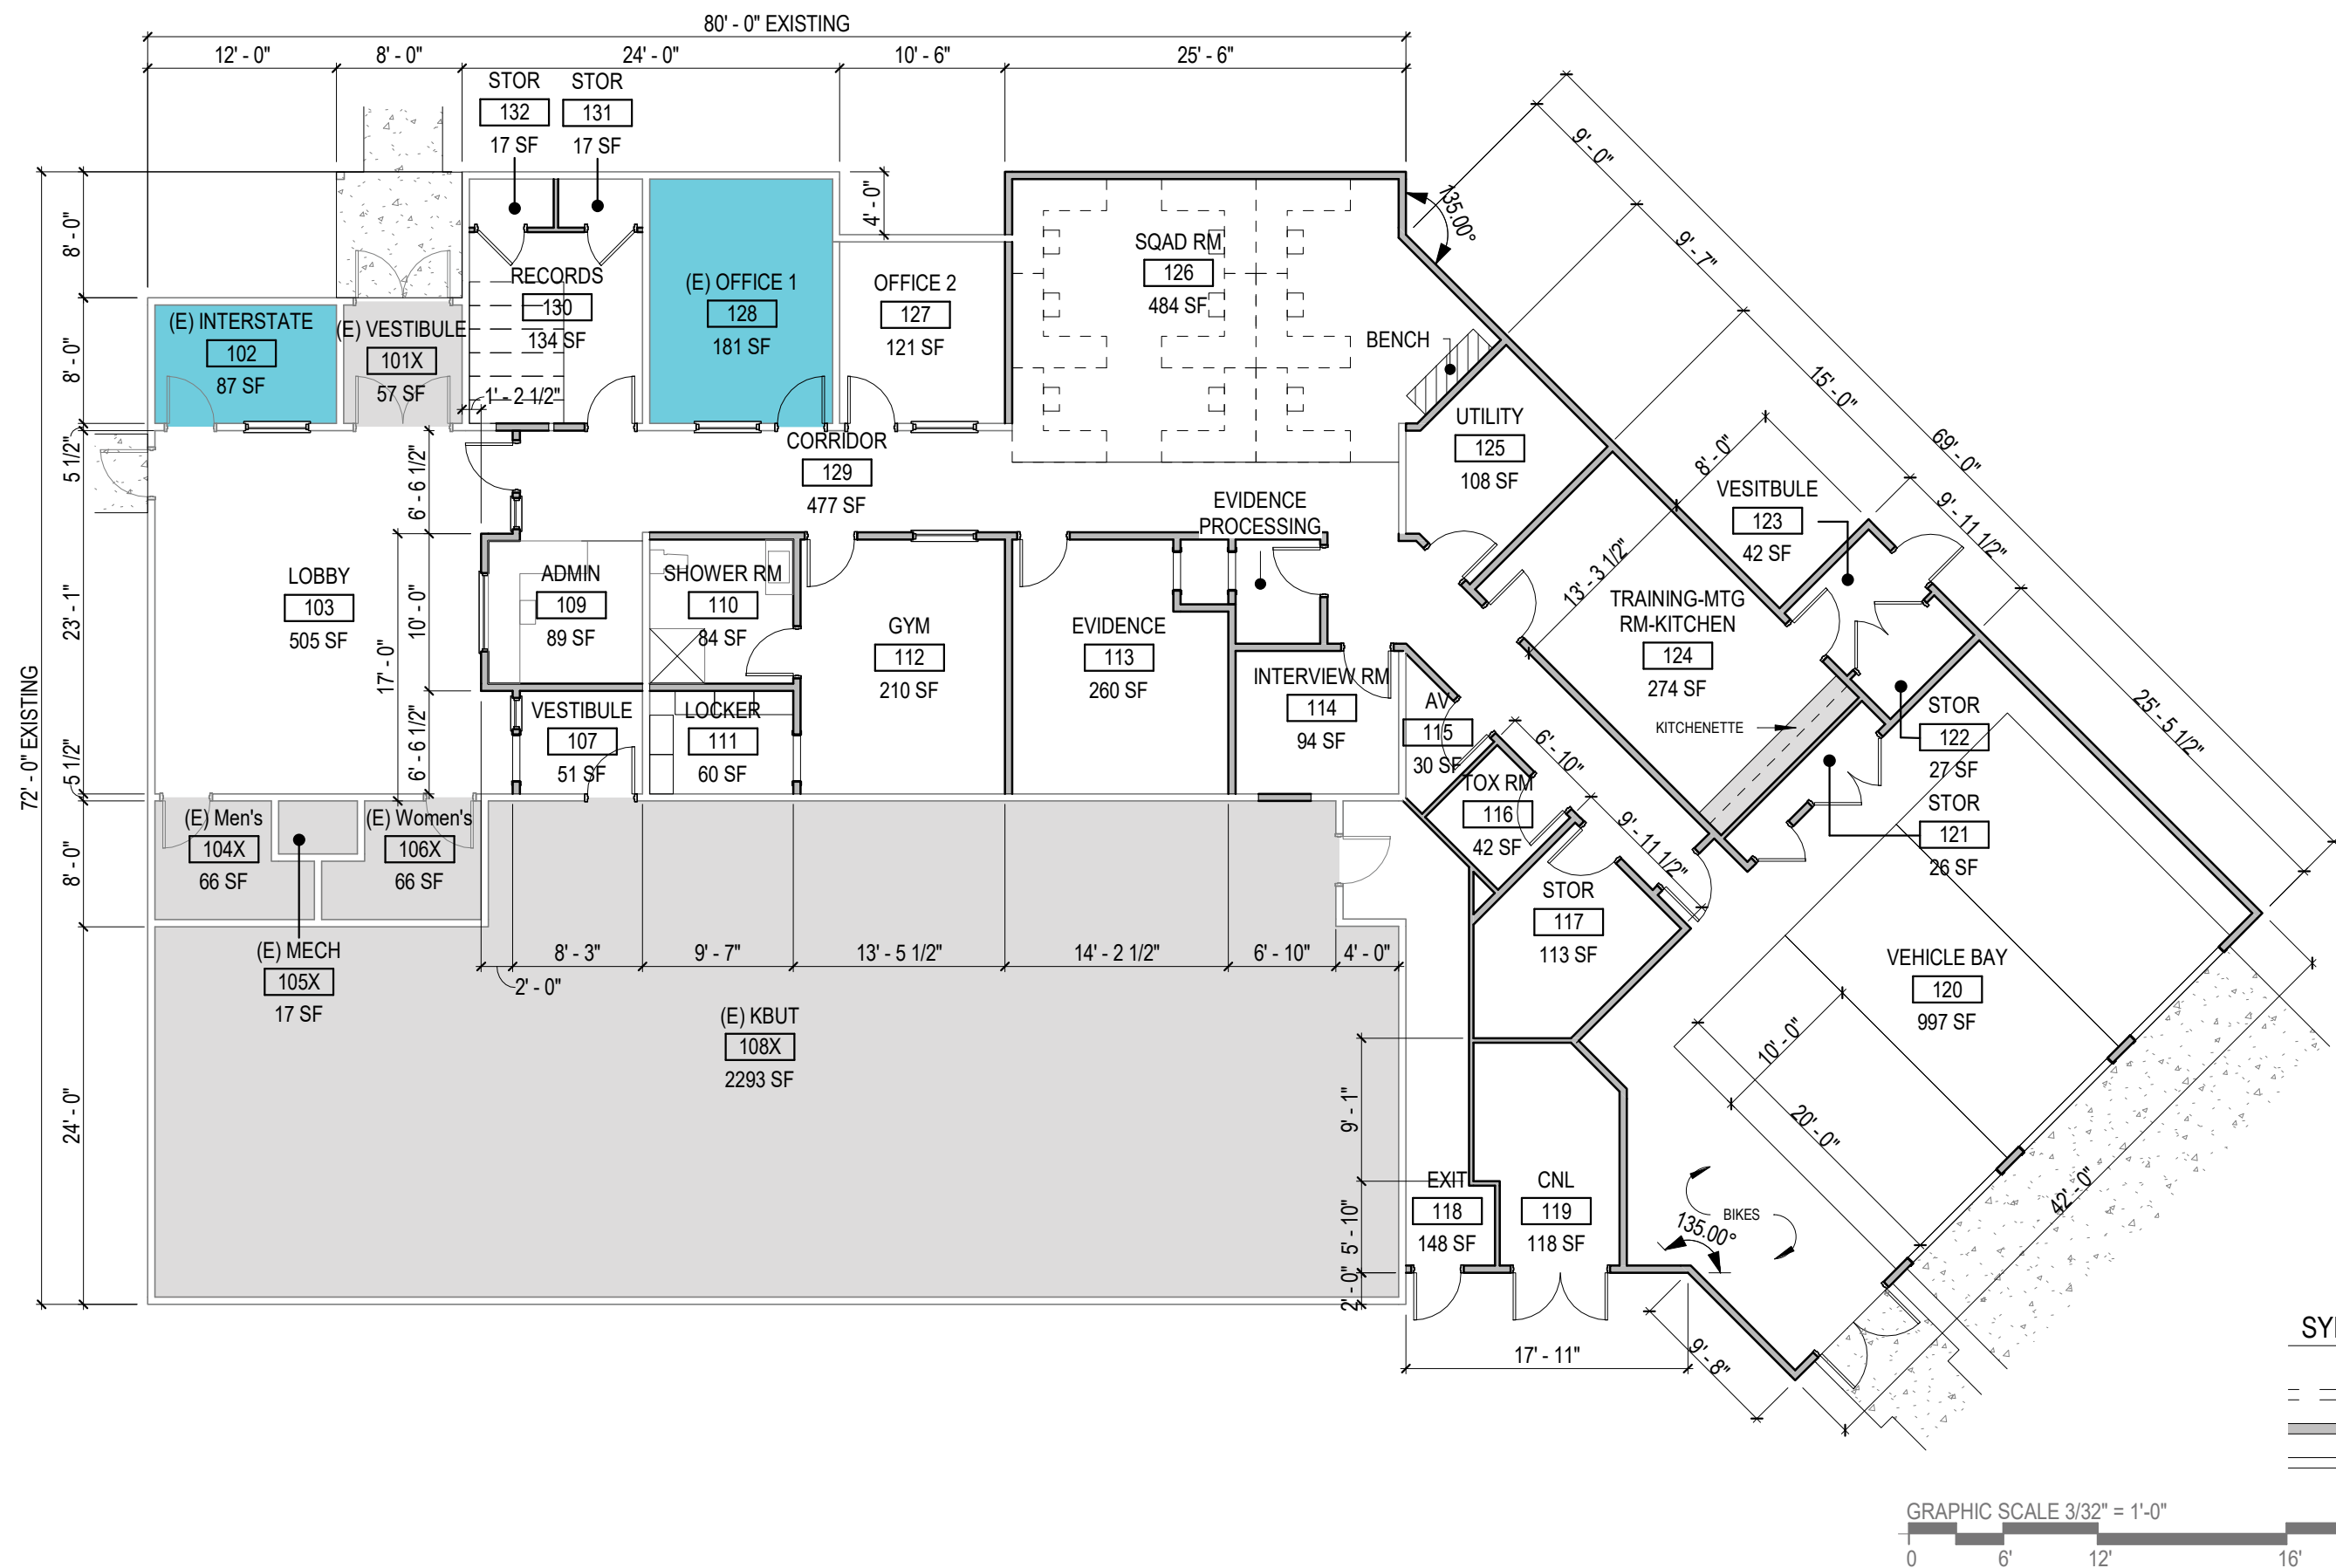 80' - 0" EXISTING
12' - 0"
8' - 0"
24' - 0"
10' - 6"
25' - 6"
STOR
132
17 SF
STOR
131
17 SF
4' - 0"
135.00°
9' - 0"
9' - 7"
15' - 0"
69' - 0"
9' - 11 1/2"
25' - 5 1/2"
72' - 0" EXISTING
8' - 0"
8' - 0"
5 1/2"
23' - 1"
5 1/2"
8' - 0"
24' - 0"
(E) INTERSTATE
102
87 SF
(E) VESTIBULE
101X
57 SF
1' - 2 1/2"
RECORDS
130
134 SF
(E) OFFICE 1
128
181 SF
OFFICE 2
127
121 SF
SQAD RM
126
484 SF
BENCH
UTILITY
125
108 SF
8' - 0"
VESITBULE
123
42 SF
13' - 3 1/2"
TRAINING-MTG
RM-KITCHEN
124
274 SF
KITCHENETTE
CORRIDOR
129
477 SF
EVIDENCE
PROCESSING
6' - 6 1/2"
10' - 0"
17' - 0"
6' - 6 1/2"
LOBBY
103
505 SF
ADMIN
109
89 SF
SHOWER RM
110
84 SF
GYM
112
210 SF
EVIDENCE
113
260 SF
INTERVIEW RM
114
94 SF
AV
115
30 SF
6' - 10"
TOX RM
116
42 SF
9' - 11 1/2"
VESTIBULE
107
51 SF
LOCKER
111
60 SF
STOR
122
27 SF
STOR
121
26 SF
(E) Men's
104X
66 SF
(E) Women's
106X
66 SF
(E) MECH
105X
17 SF
2' - 0"
8' - 3"
9' - 7"
13' - 5 1/2"
14' - 2 1/2"
6' - 10"
4' - 0"
STOR
117
113 SF
VEHICLE BAY
120
997 SF
(E) KBUT
108X
2293 SF
10' - 0"
20' - 0"
42' - 0"
9' - 1"
5' - 10"
2' - 0"
EXIT
118
148 SF
CNL
119
118 SF
BIKES
135.00°
17' - 11"
9' - 8"
GRAPHIC SCALE 3/32" = 1'-0"
0
6'
12'
16'